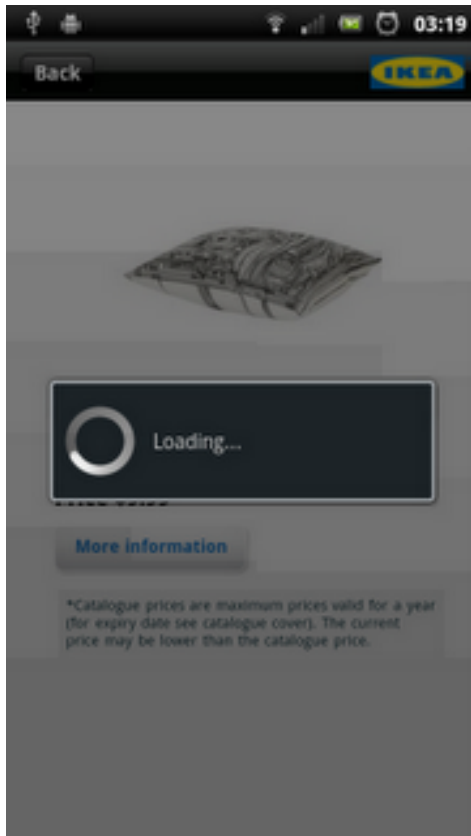 03:19
Back
IKEA
Loading...
More information
*Catalogue prices are maximum prices valid for a year
(for expiry date see catalogue cover). The current
price may be lower than the catalogue price.